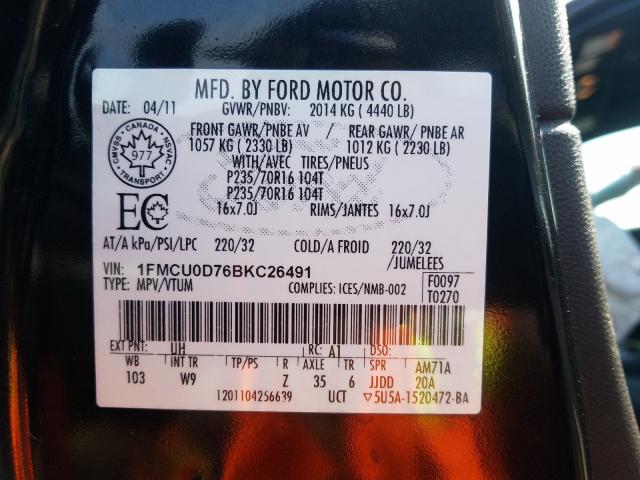 MFD. BY FORD MOTOR CO.
DATE: 04/11 GVWR/PNBV: 2014 KG ( 4440 LB)
FRONT GAWR/PNBE AV / REAR GAWR/ PNBE AR
1057 KG ( 2330 LB) 1012 KG ( 2230 LB)
WITH/AVEC TIRES/PNEUS
P235/70R16 104T
P235/70R16 104T
16x7.0J RIMS/JANTES 16x7.0J
CANADA
CMVSS NSVAC
977
TRANSPORT
EC
AT/A kPa/PSI/LPC 220/32 COLD/A FROID 220/32
/JUMELEES
VIN: 1FMCU0D76BKC26491
TYPE: MPV/VTUM COMPLIES: ICES/NMB-002
F0097
T0270
EXT PNT: UH RC: A1 DSO:
WB INT TR TP/PS R AXLE TR SPR AM71A
103 W9 Z 35 6 JJDD 20A
1201104256639 UCT ▽5U5A-1520472-BA